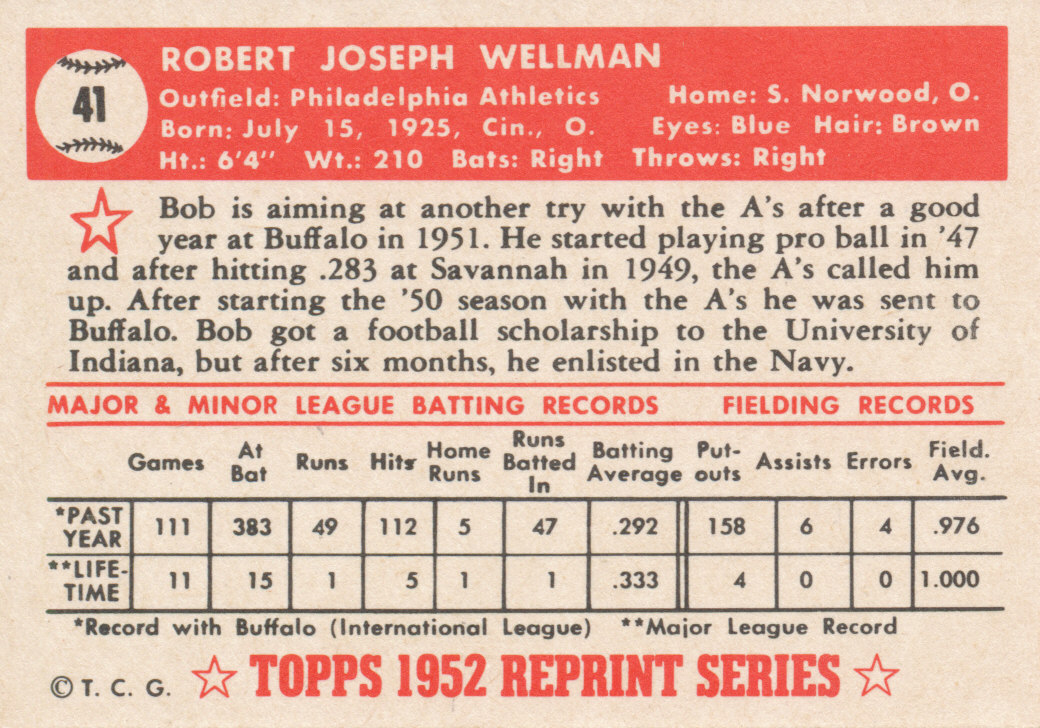 41
ROBERT JOSEPH WELLMAN
Outfield: Philadelphia Athletics Home: S. Norwood, O.
Born: July 15, 1925, Cin., O. Eyes: Blue Hair: Brown
Ht.: 6'4" Wt.: 210 Bats: Right Throws: Right
Bob is aiming at another try with the A's after a good
year at Buffalo in 1951. He started playing pro ball in '47
and after hitting .283 at Savannah in 1949, the A's called him
up. After starting the '50 season with the A's he was sent to
Buffalo. Bob got a football scholarship to the University of
Indiana, but after six months, he enlisted in the Navy.
MAJOR & MINOR LEAGUE BATTING RECORDS FIELDING RECORDS
Games At Bat Runs Hits Home Runs Runs Batted In Batting Average Put-outs Assists Errors Field. Avg.
*PAST YEAR 111 383 49 112 5 47 .292 158 6 4 .976
**LIFE-TIME 11 15 1 5 1 1 .333 4 0 0 1.000
*Record with Buffalo (International League) **Major League Record
© T. C. G. TOPPS 1952 REPRINT SERIES